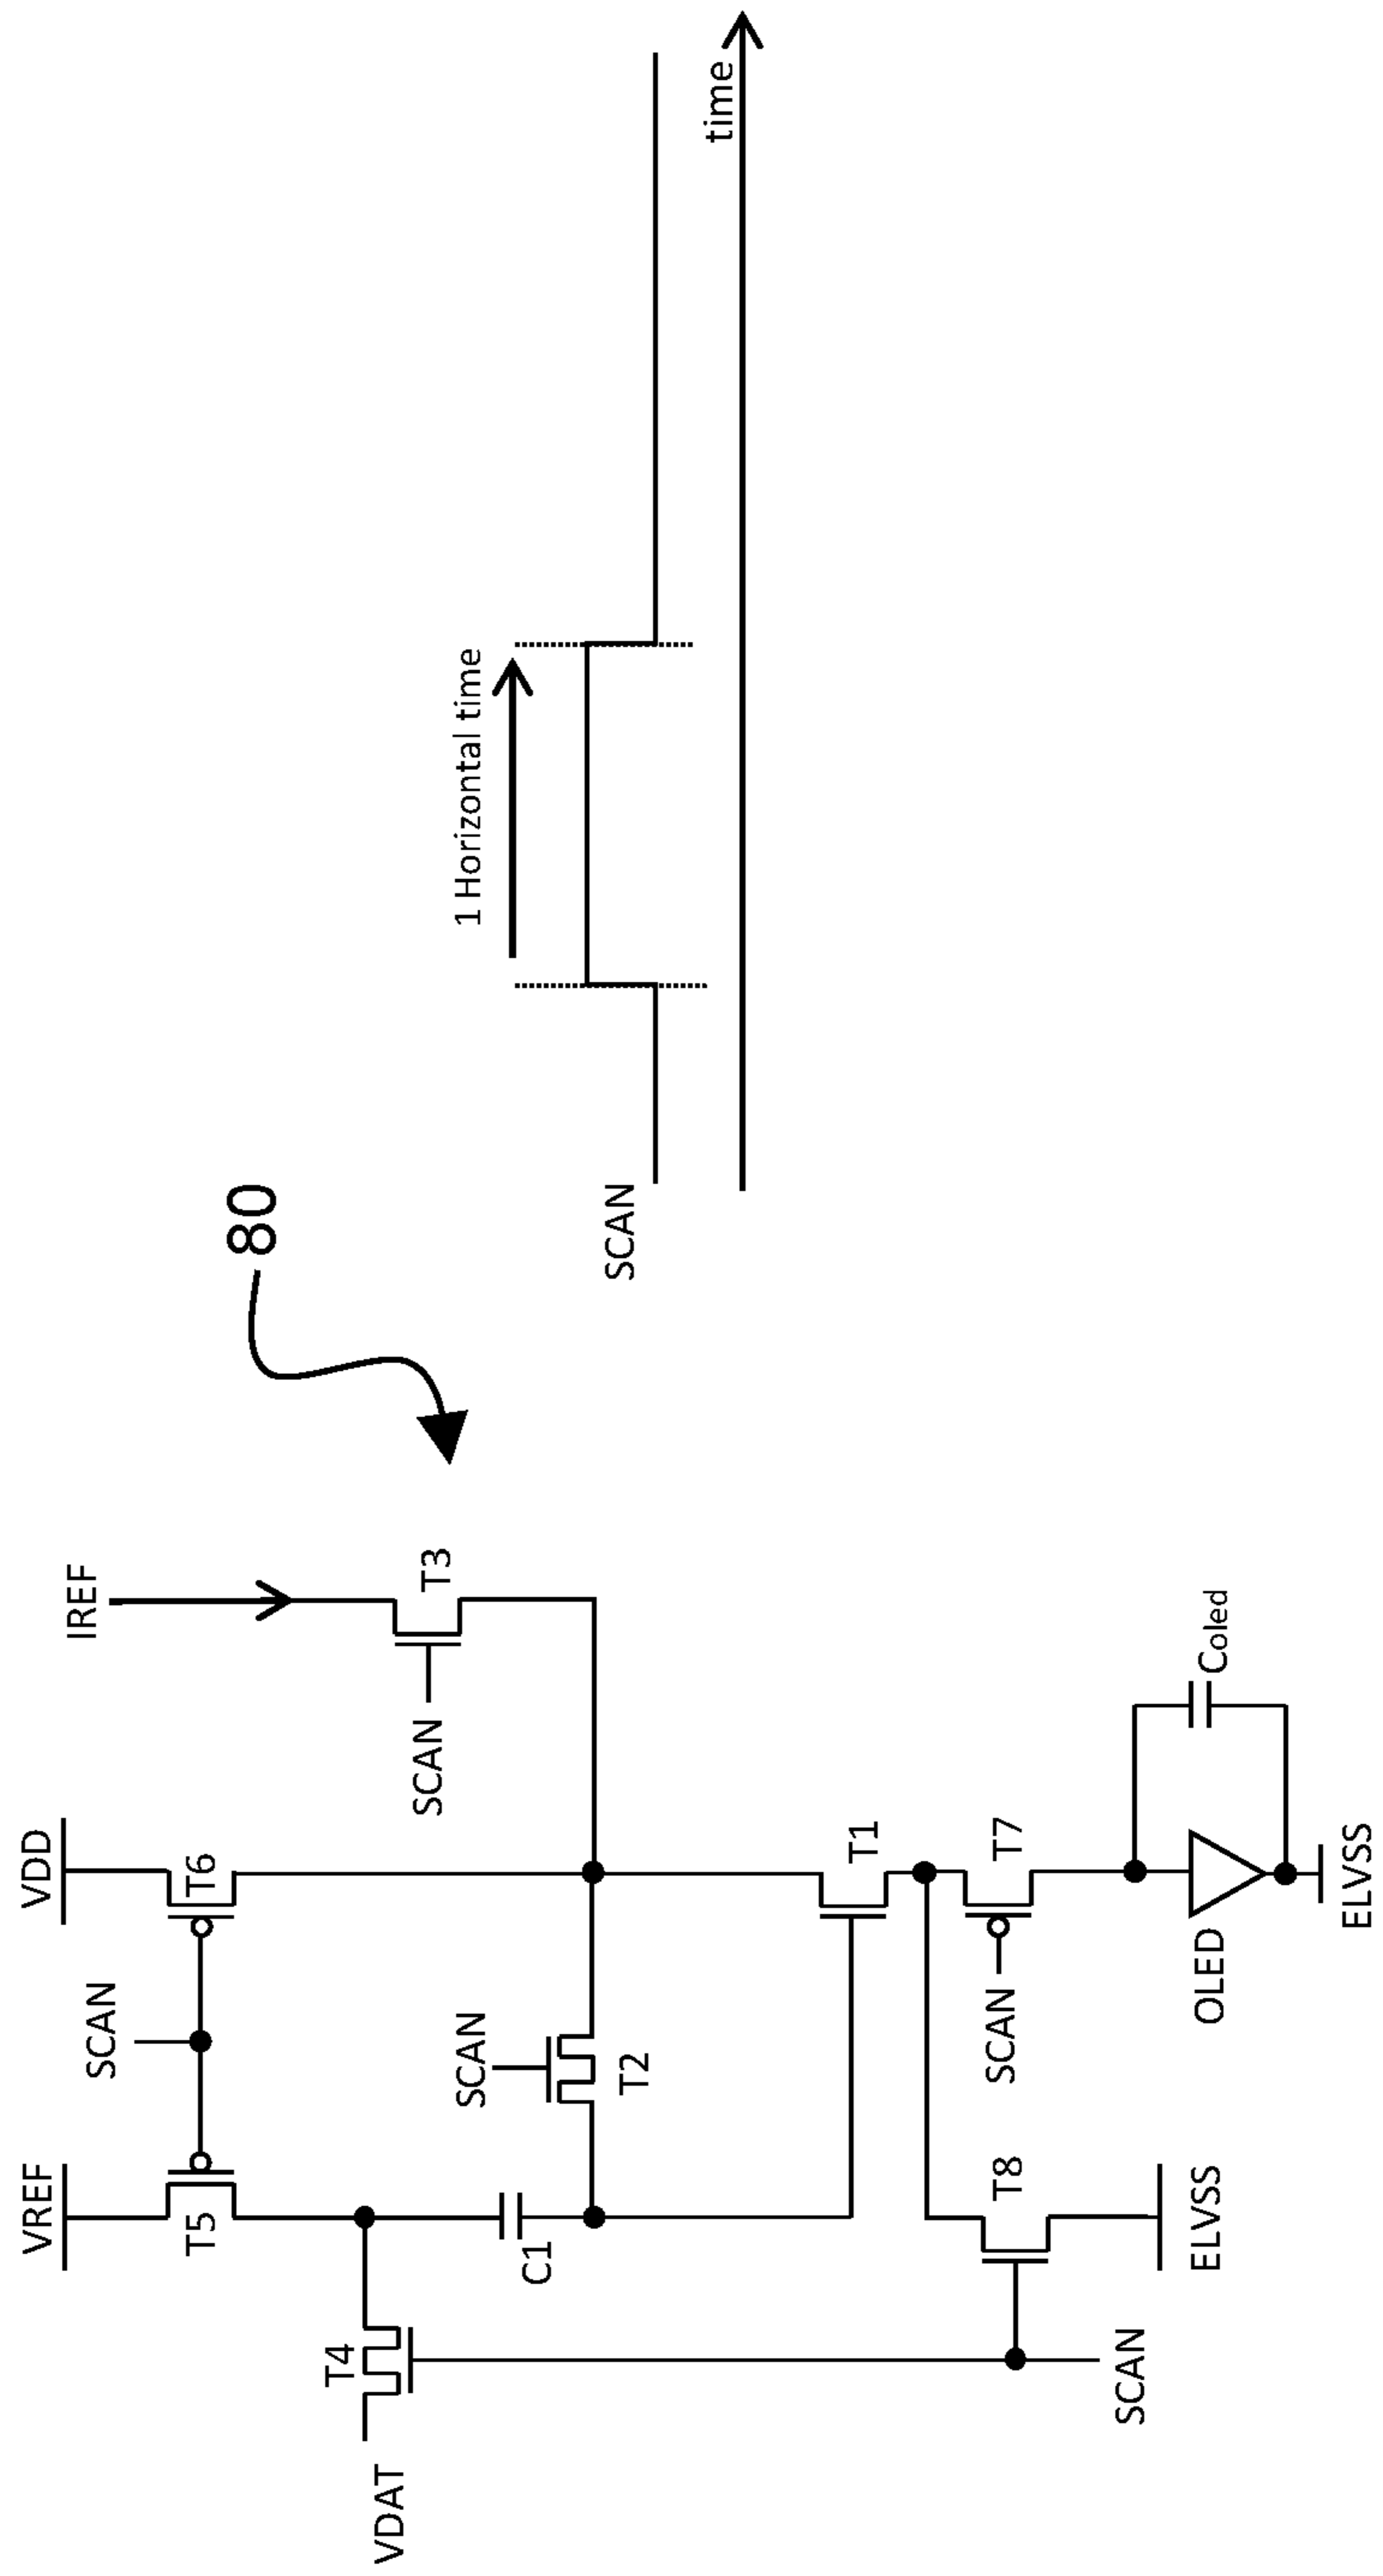 80
VREF
VDD
IREF
SCAN
T5
T6
T3
SCAN
VDAT
T4
C1
SCAN
T2
T1
T8
SCAN
T7
SCAN
ELVSS
OLED
Coled
ELVSS
1 Horizontal time
SCAN
time